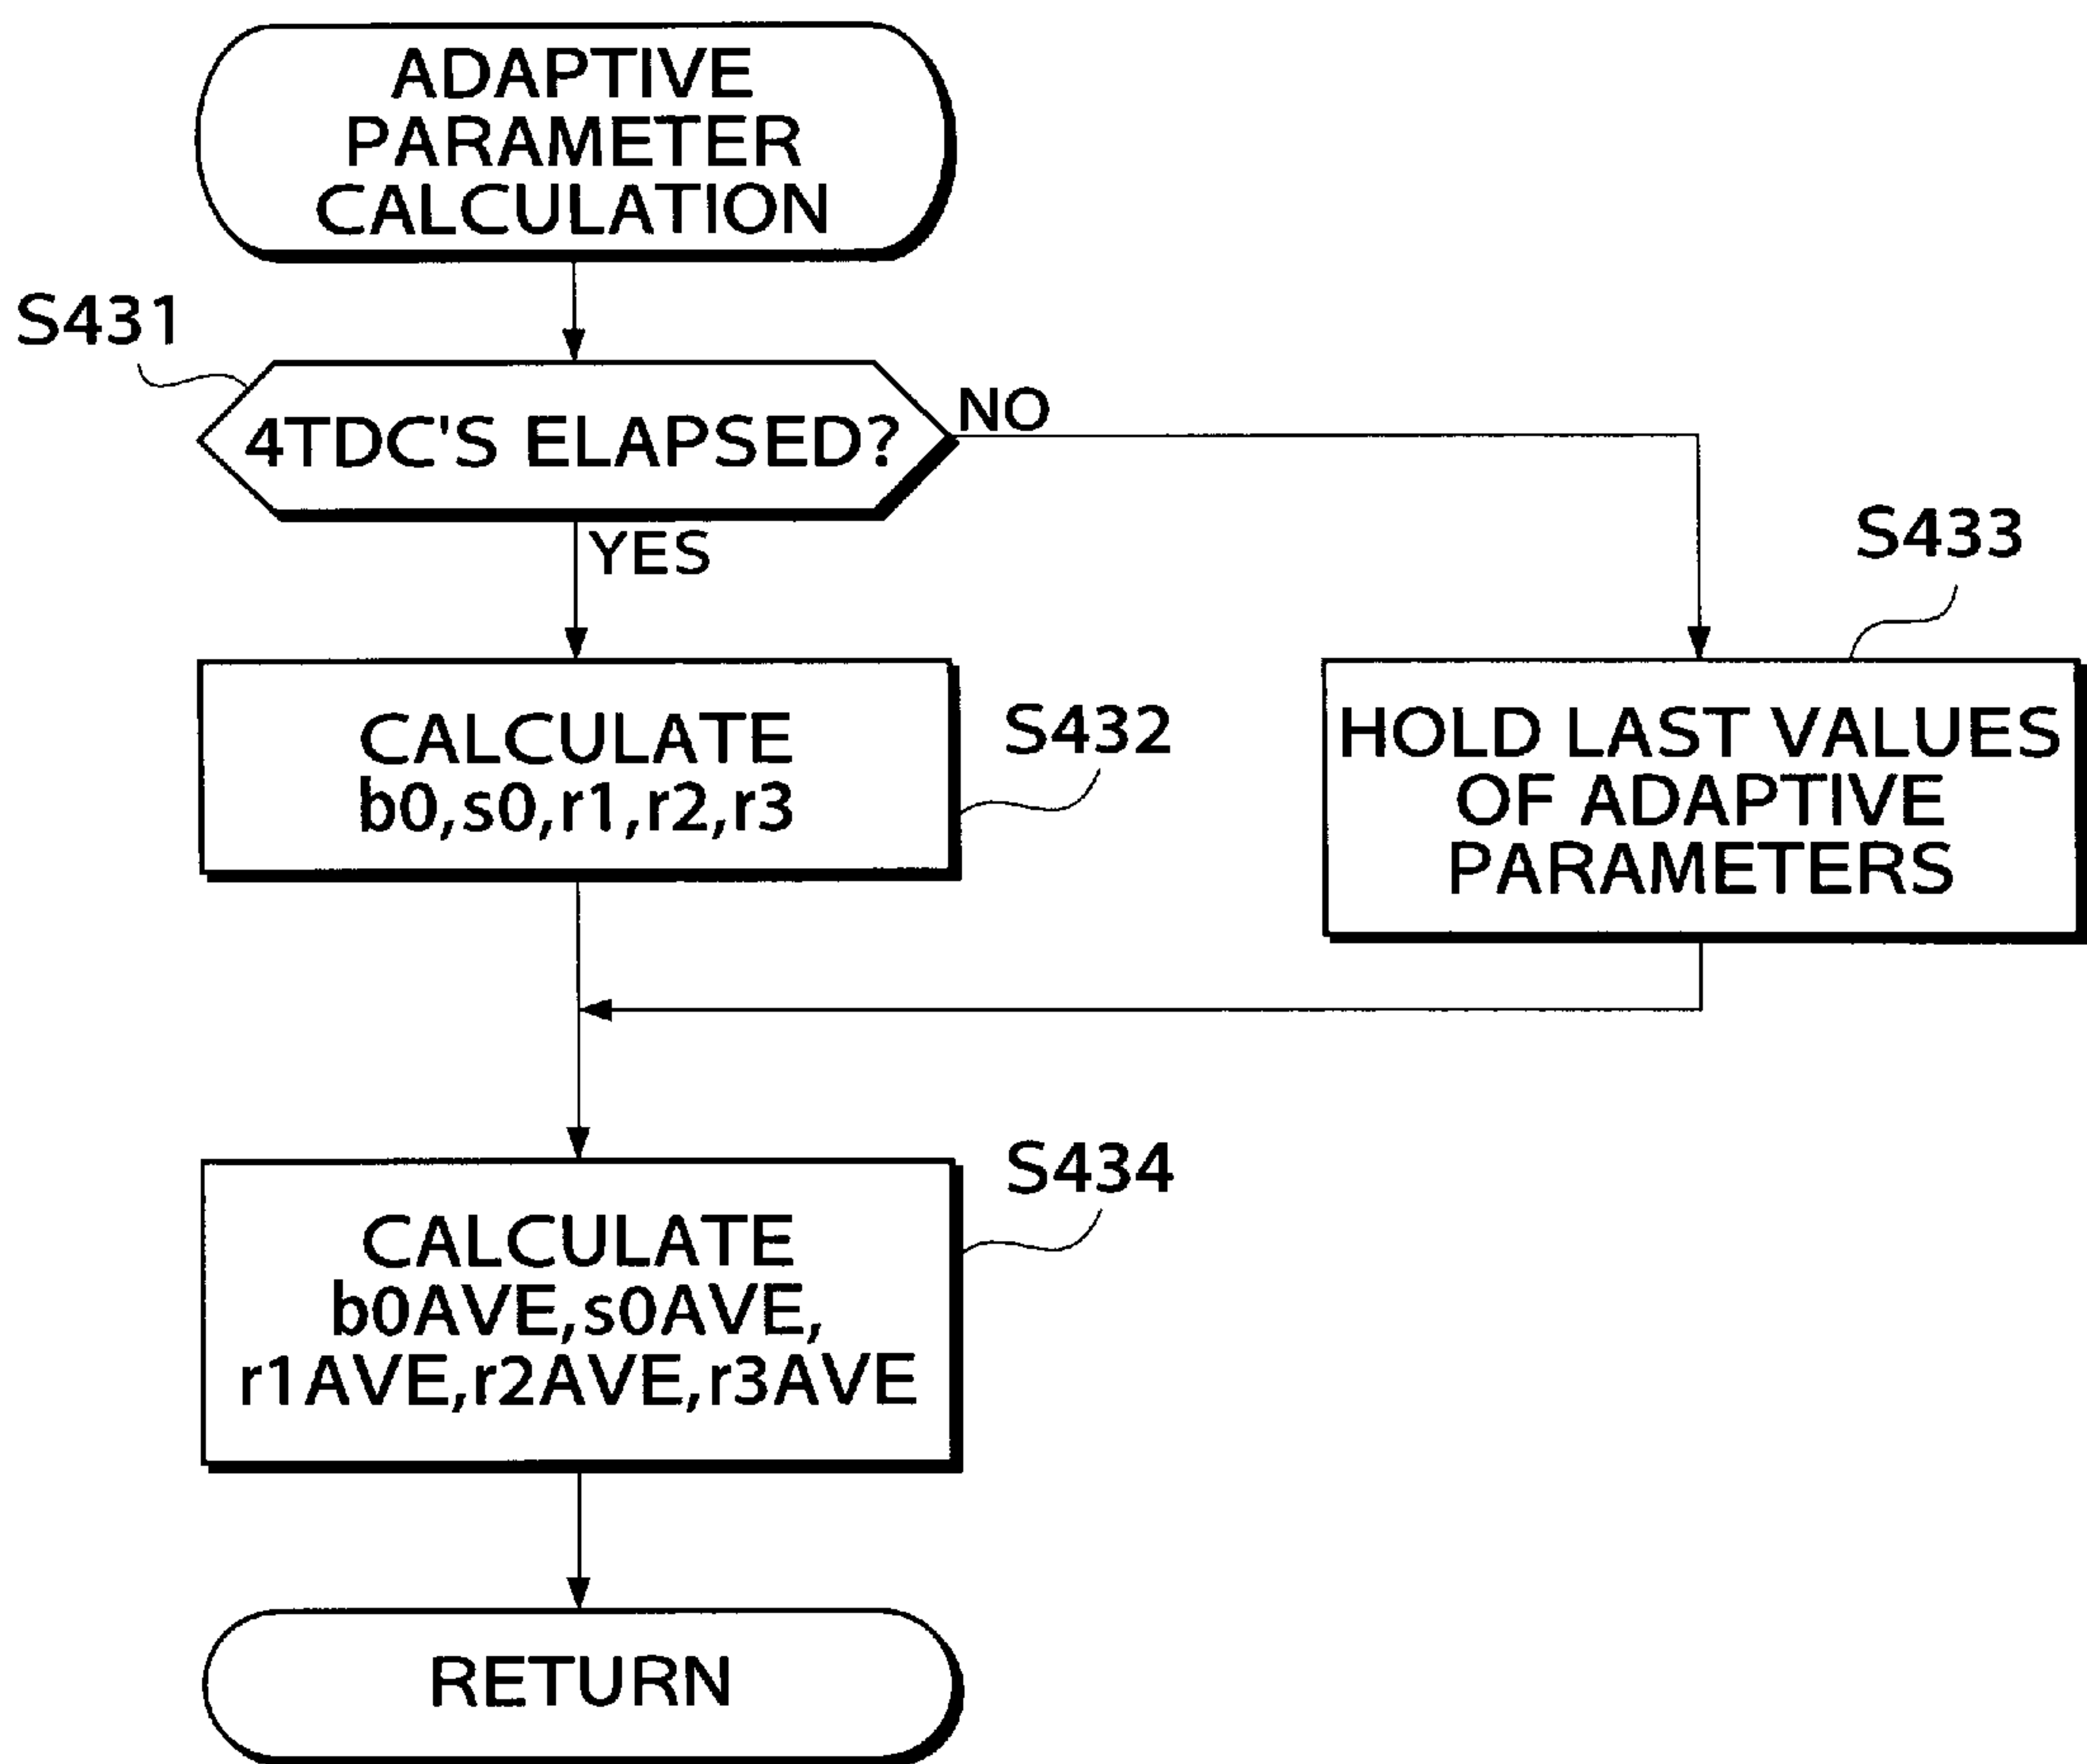 ADAPTIVE
PARAMETER
CALCULATION
S431
4TDC'S ELAPSED?
NO
YES
S433
CALCULATE
b0,s0,r1,r2,r3
S432
HOLD LAST VALUES
OF ADAPTIVE
PARAMETERS
S434
CALCULATE
b0AVE,s0AVE,
r1AVE,r2AVE,r3AVE
RETURN